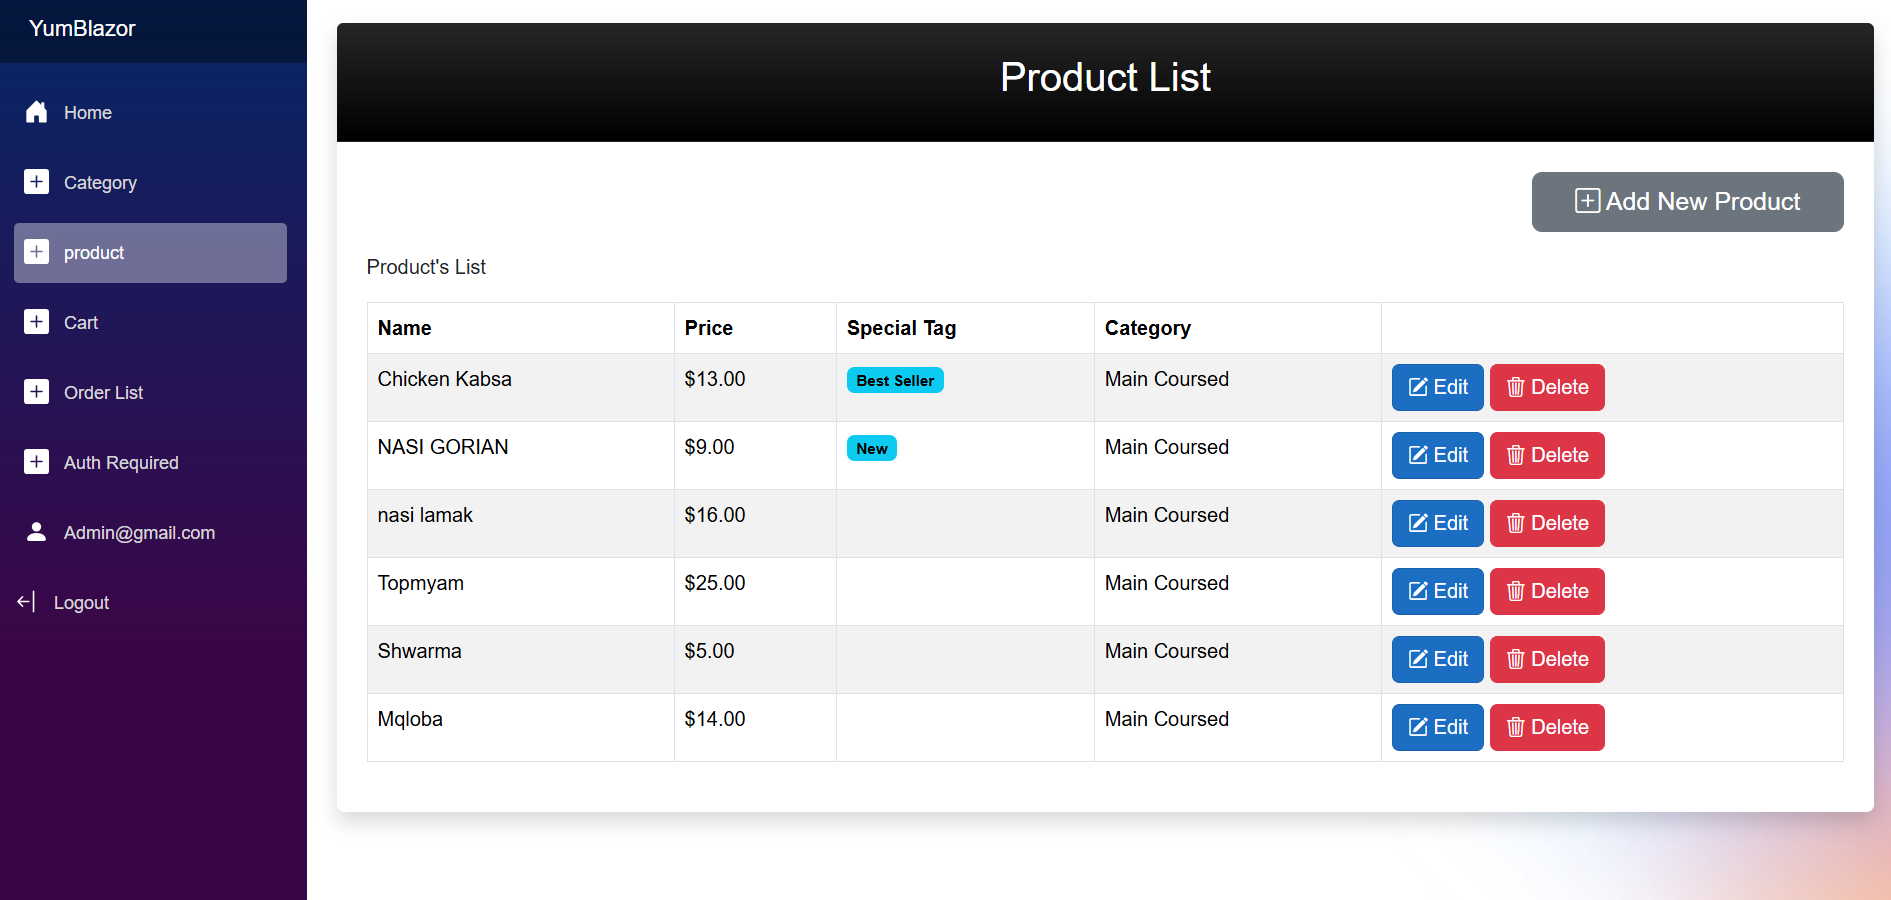 YumBlazor
Home
Category
product
Cart
Order List
Auth Required
Admin@gmail.com
Logout
Product List
Add New Product
Product's List
Name Price Special Tag Category
Chicken Kabsa $13.00 Best Seller Main Coursed Edit Delete
NASI GORIAN $9.00 New Main Coursed Edit Delete
nasi lamak $16.00 Main Coursed Edit Delete
Topmyam $25.00 Main Coursed Edit Delete
Shwarma $5.00 Main Coursed Edit Delete
Mqloba $14.00 Main Coursed Edit Delete